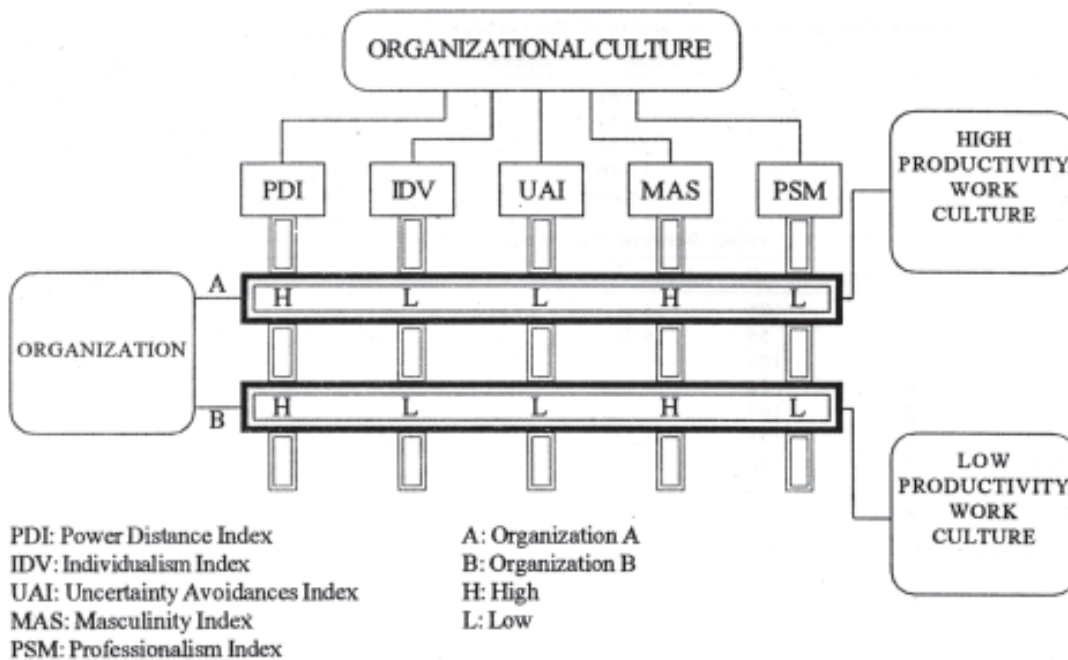 ORGANIZATIONAL CULTURE
PDI IDV UAI MAS PSM
HIGH
PRODUCTIVITY
WORK
CULTURE
A
H L L H L
ORGANIZATION
B
H L L H L
LOW
PRODUCTIVITY
WORK
CULTURE
PDI: Power Distance Index
IDV: Individualism Index
UAI: Uncertainty Avoidances Index
MAS: Masculinity Index
PSM: Professionalism Index
A: Organization A
B: Organization B
H: High
L: Low